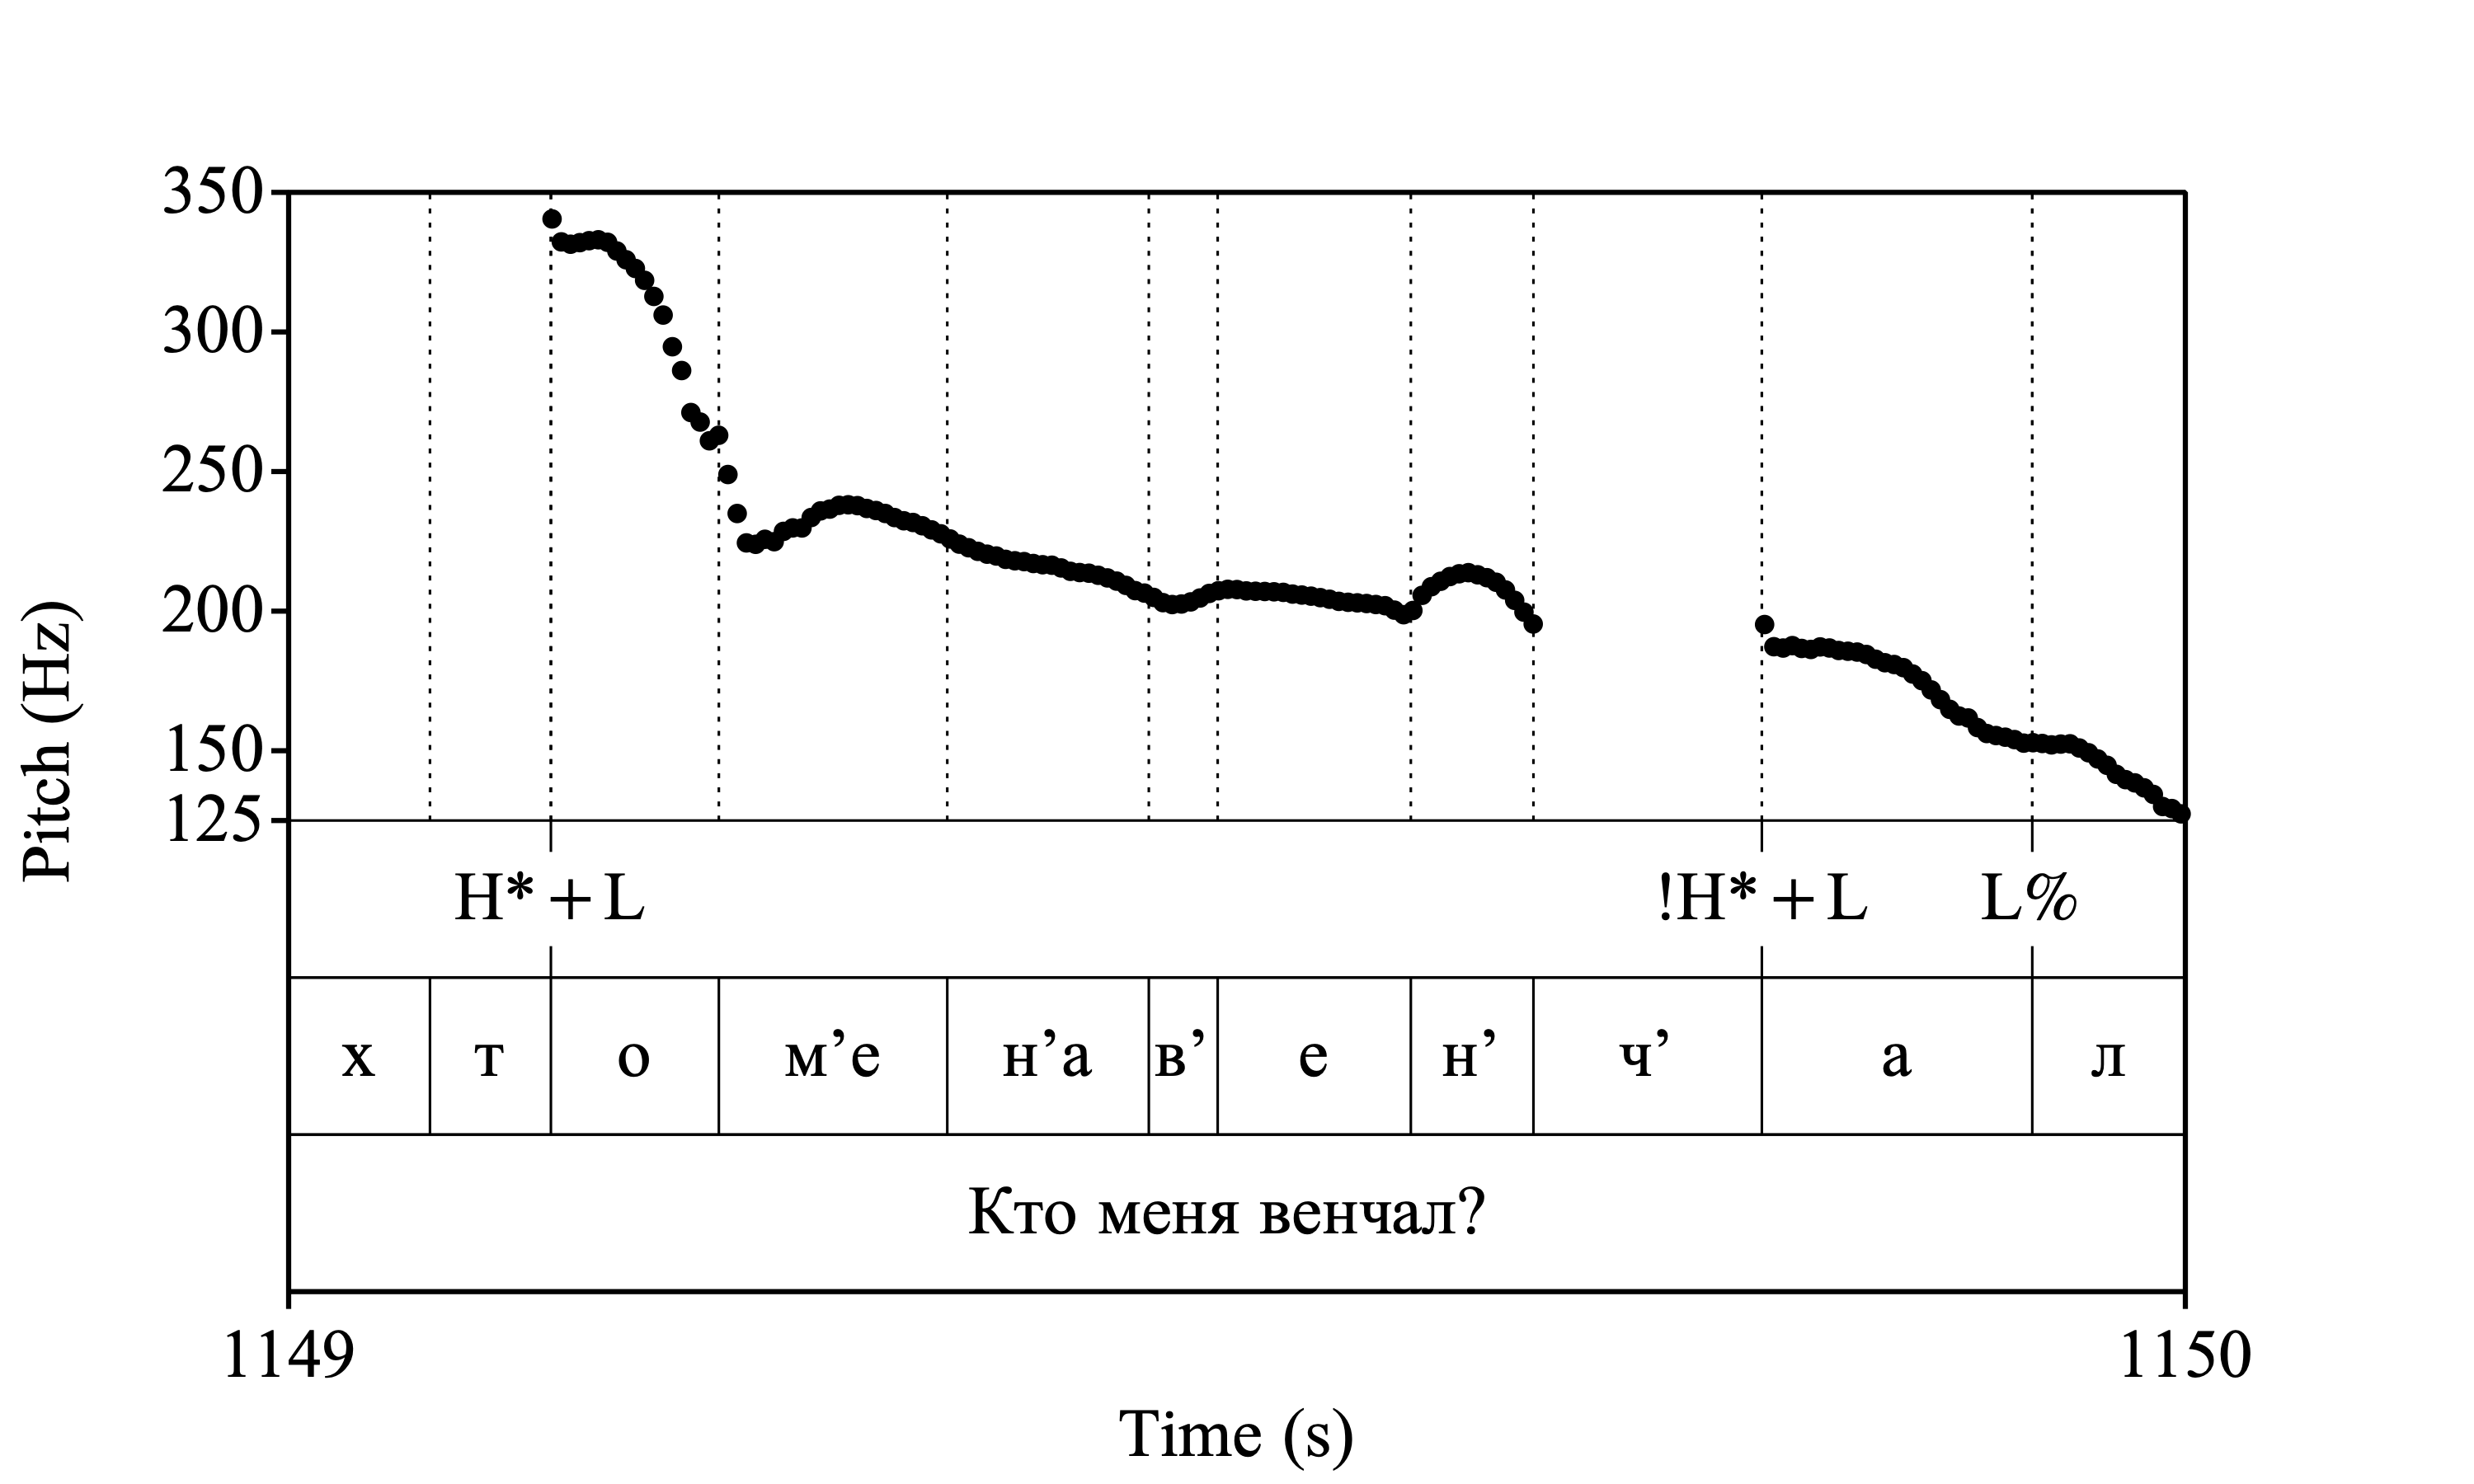 350
300
250
200
150
125
Pitch (Hz)
H* + L !H* + L L%
х т о м’е н’а в’ е н’ ч’ а л
Кто меня венчал?
1149 1150
Time (s)